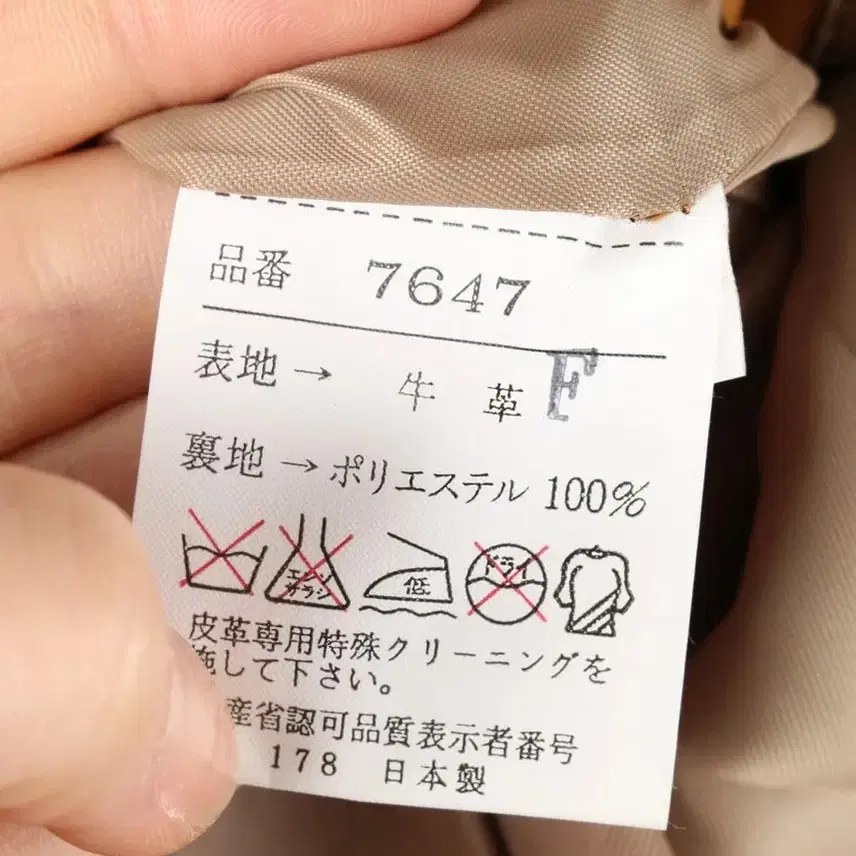 品番 7647
表地→ 牛 革 F
裏地→ポリエステル 100%
エンソ サラシ 低 ドライ
皮革専用特殊クリーニングを
施して下さい。
産省認可品質表示者番号
178 日本製